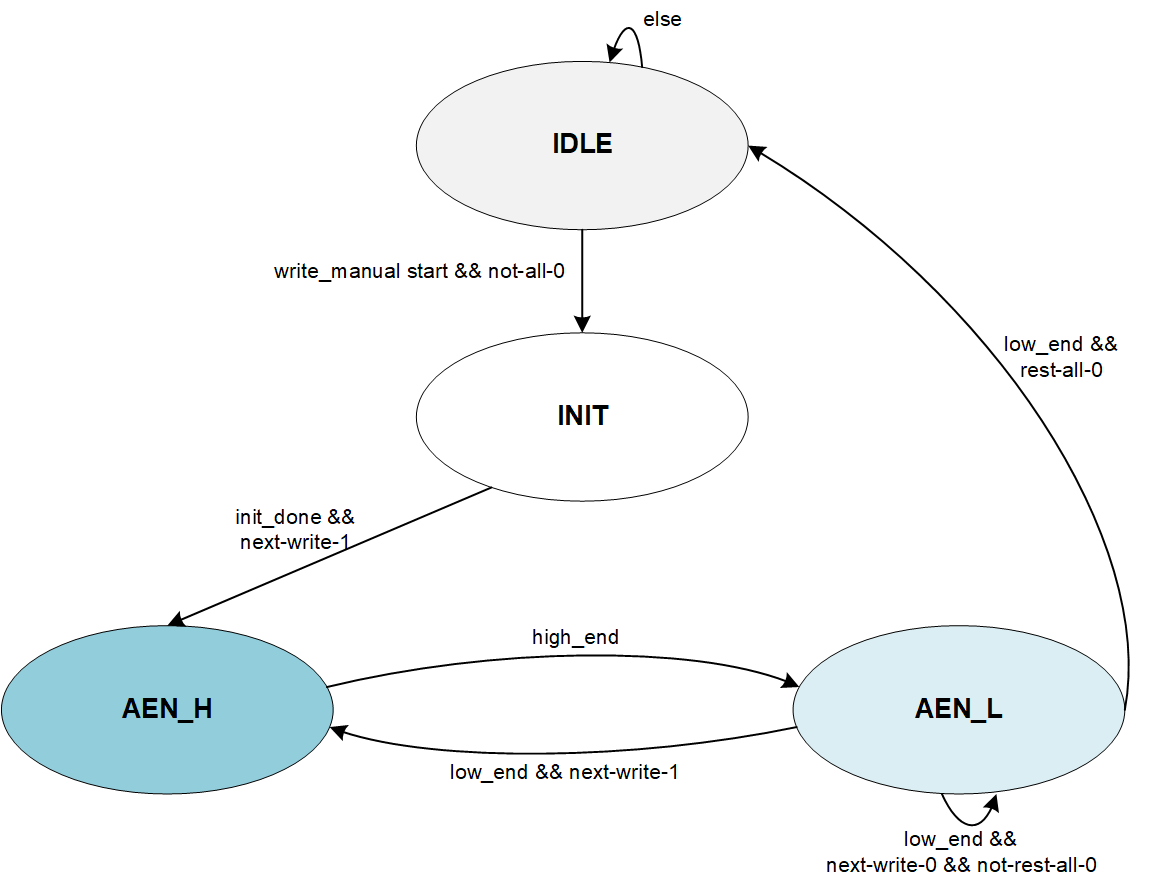 else
IDLE
write_manual start && not-all-0
low_end &&
rest-all-0
INIT
init_done &&
next-write-1
high_end
AEN_H
AEN_L
low_end && next-write-1
low_end &&
next-write-0 && not-rest-all-0